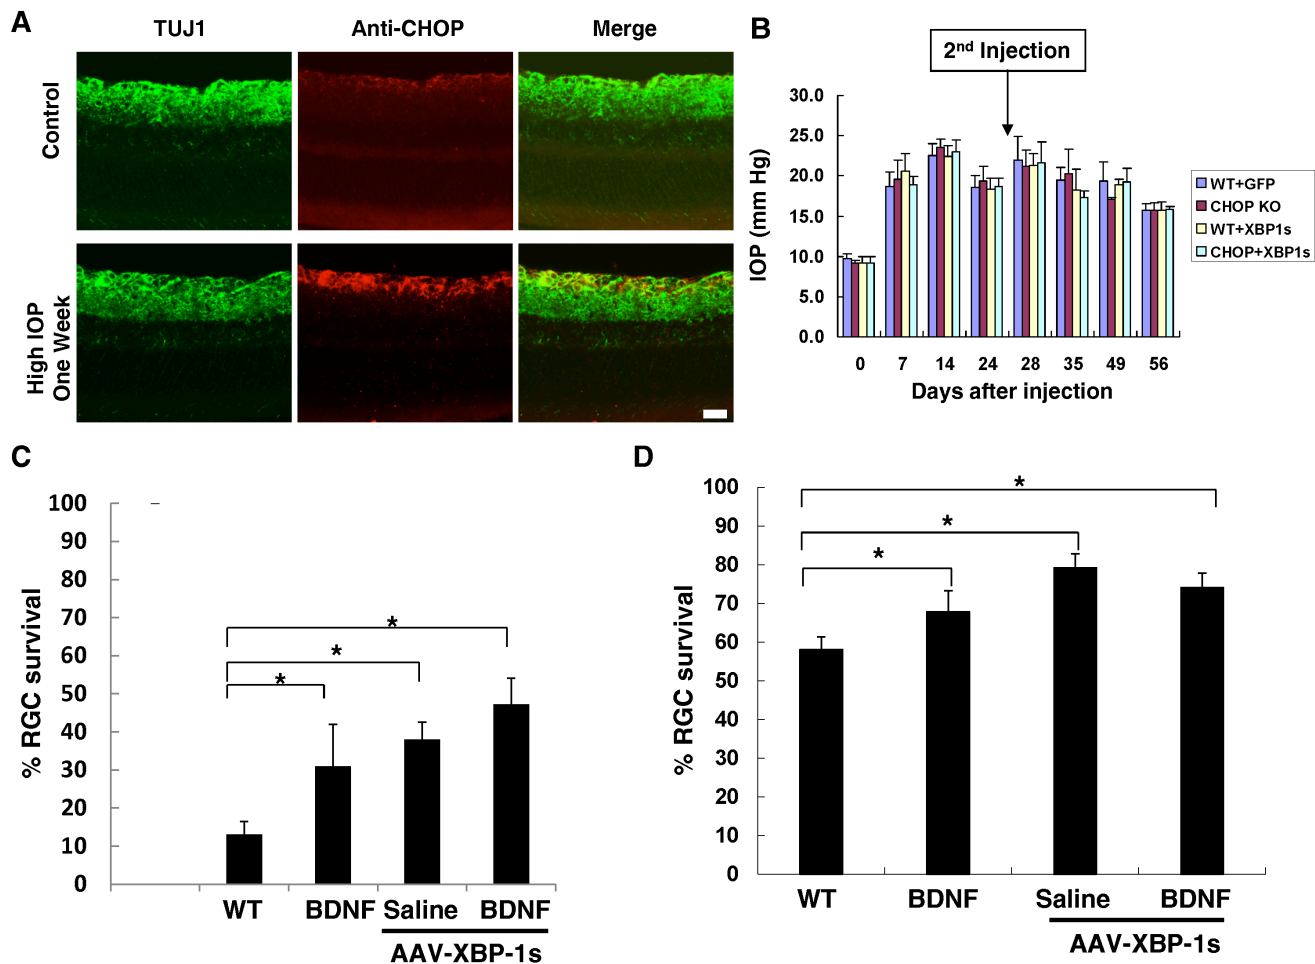 A
TUJ1
Anti-CHOP
Merge
Control
High IOP
One Week
B
2nd Injection
30.0
25.0
20.0
15.0
10.0
5.0
0.0
IOP (mm Hg)
0 7 14 24 28 35 49 56
Days after injection
WT+GFP
CHOP KO
WT+XBP1s
CHOP+XBP1s
C
100
90
80
70
60
50
40
30
20
10
0
% RGC survival
*
*
*
WT BDNF Saline BDNF
AAV-XBP-1s
D
100
90
80
70
60
50
40
30
20
10
0
% RGC survival
*
*
*
WT BDNF Saline BDNF
AAV-XBP-1s